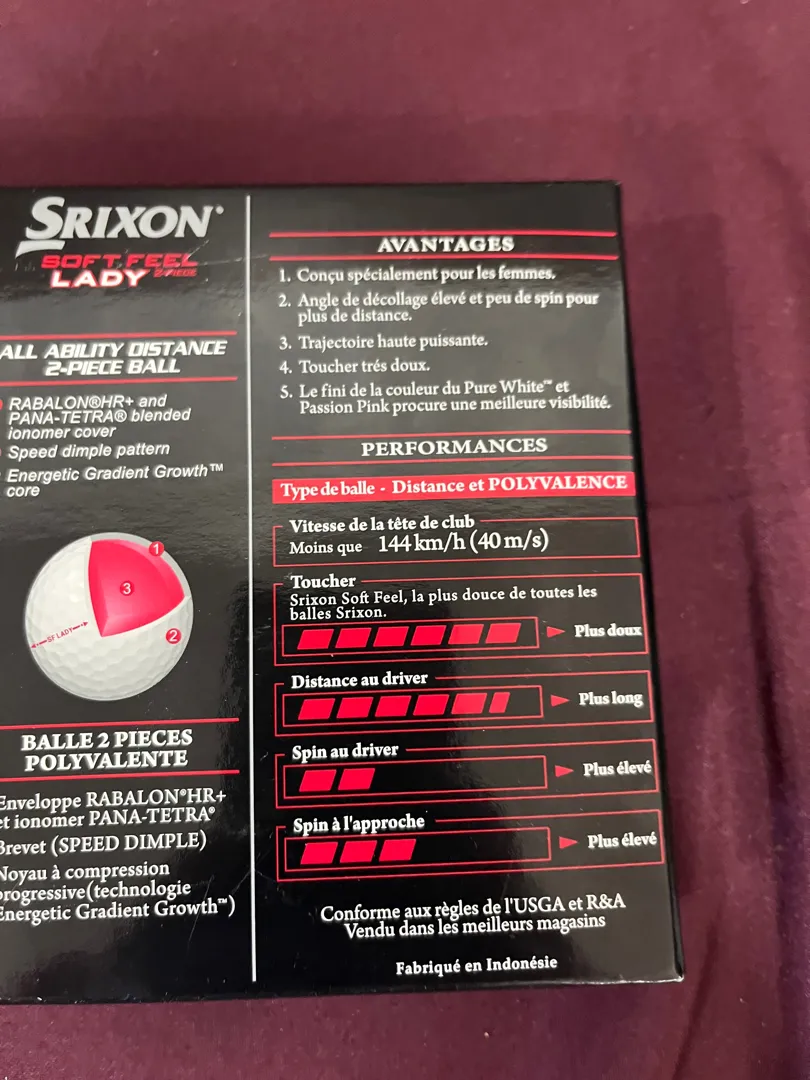 SRIXON
SOFT FEEL
LADY 2-PIECE
ALL ABILITY DISTANCE
2-PIECE BALL
RABALON®HR+ and
PANA-TETRA® blended
ionomer cover
Speed dimple pattern
Energetic Gradient Growth™
core
1
3
2
SF LADY
BALLE 2 PIECES
POLYVALENTE
Enveloppe RABALON®HR+
et ionomer PANA-TETRA®
Brevet (SPEED DIMPLE)
Noyau à compression
progressive(technologie
Energetic Gradient Growth™)
AVANTAGES
1. Conçu spécialement pour les femmes.
2. Angle de décollage élevé et peu de spin pour
plus de distance.
3. Trajectoire haute puissante.
4. Toucher trés doux.
5. Le fini de la couleur du Pure White™ et
Passion Pink procure une meilleure visibilité.
PERFORMANCES
Type de balle - Distance et POLYVALENCE
Vitesse de la tête de club
Moins que 144 km/h (40 m/s)
Toucher
Srixon Soft Feel, la plus douce de toutes les
balles Srixon.
Plus doux
Distance au driver
Plus long
Spin au driver
Plus élevé
Spin à l'approche
Plus élevé
Conforme aux règles de l'USGA et R&A
Vendu dans les meilleurs magasins
Fabriqué en Indonésie